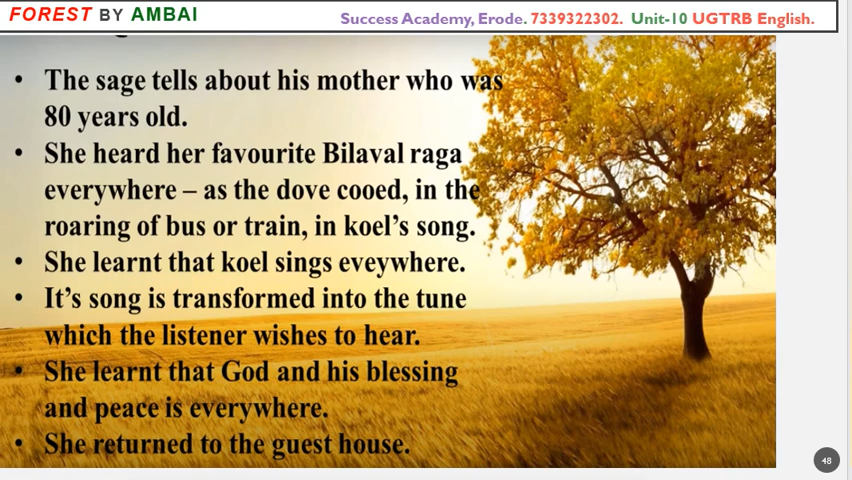 FOREST BY AMBAI
Success Academy, Erode. 7339322302. Unit-10 UGTRB English.
• The sage tells about his mother who was
80 years old.
• She heard her favourite Bilaval raga
everywhere – as the dove cooed, in the
roaring of bus or train, in koel's song.
• She learnt that koel sings eveywhere.
• It's song is transformed into the tune
which the listener wishes to hear.
• She learnt that God and his blessing
and peace is everywhere.
• She returned to the guest house.
48